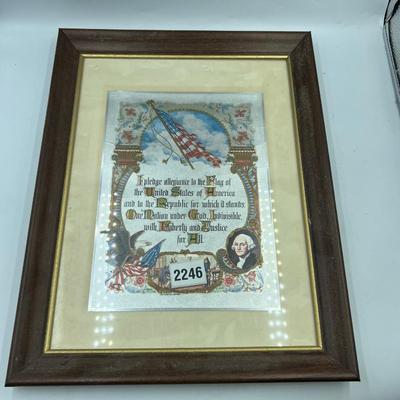 I pledge allegiance to the Flag of
the United States of America
and to the Republic for which it stands:
One Nation under God, Indivisible,
with Liberty and Justice
for All.
2246